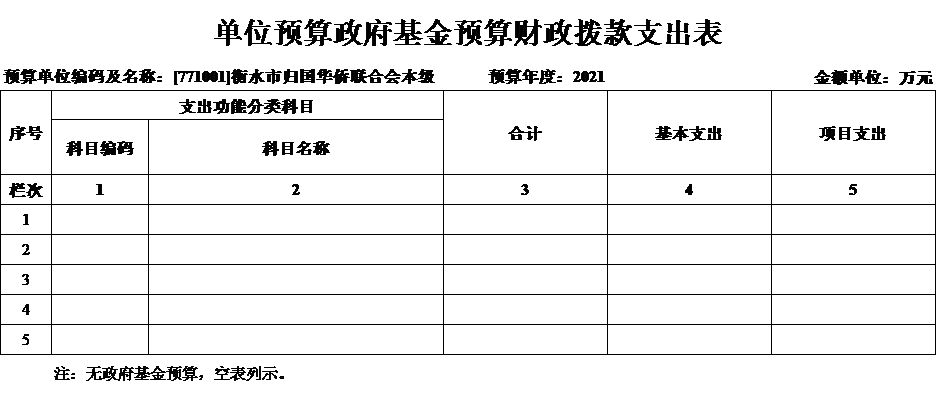 单位预算政府基金预算财政拨款支出表
预算单位编码及名称：[771001]衡水市归国华侨联合会本级 预算年度：2021 金额单位：万元
序号 支出功能分类科目 合计 基本支出 项目支出
科目编码 科目名称
栏次 1 2 3 4 5
1
2
3
4
5
注：无政府基金预算，空表列示。